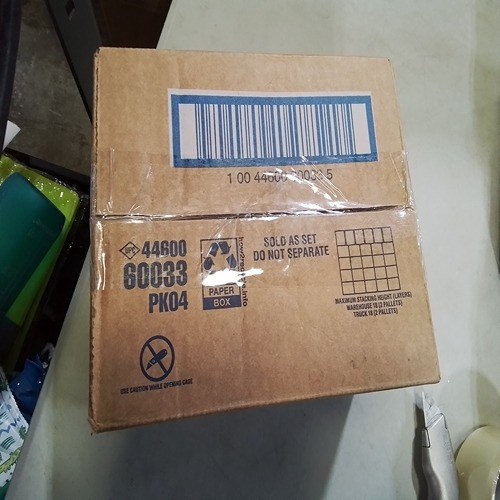 1 00 44600 60033 5
UPC 44600
60033
PK04
how2recycle.info
PAPER
BOX
SOLD AS SET
DO NOT SEPARATE
MAXIMUM STACKING HEIGHT (LAYERS)
WAREHOUSE 18 (2 PALLETS)
TRUCK 18 (2 PALLETS)
USE CAUTION WHILE OPENING CASE